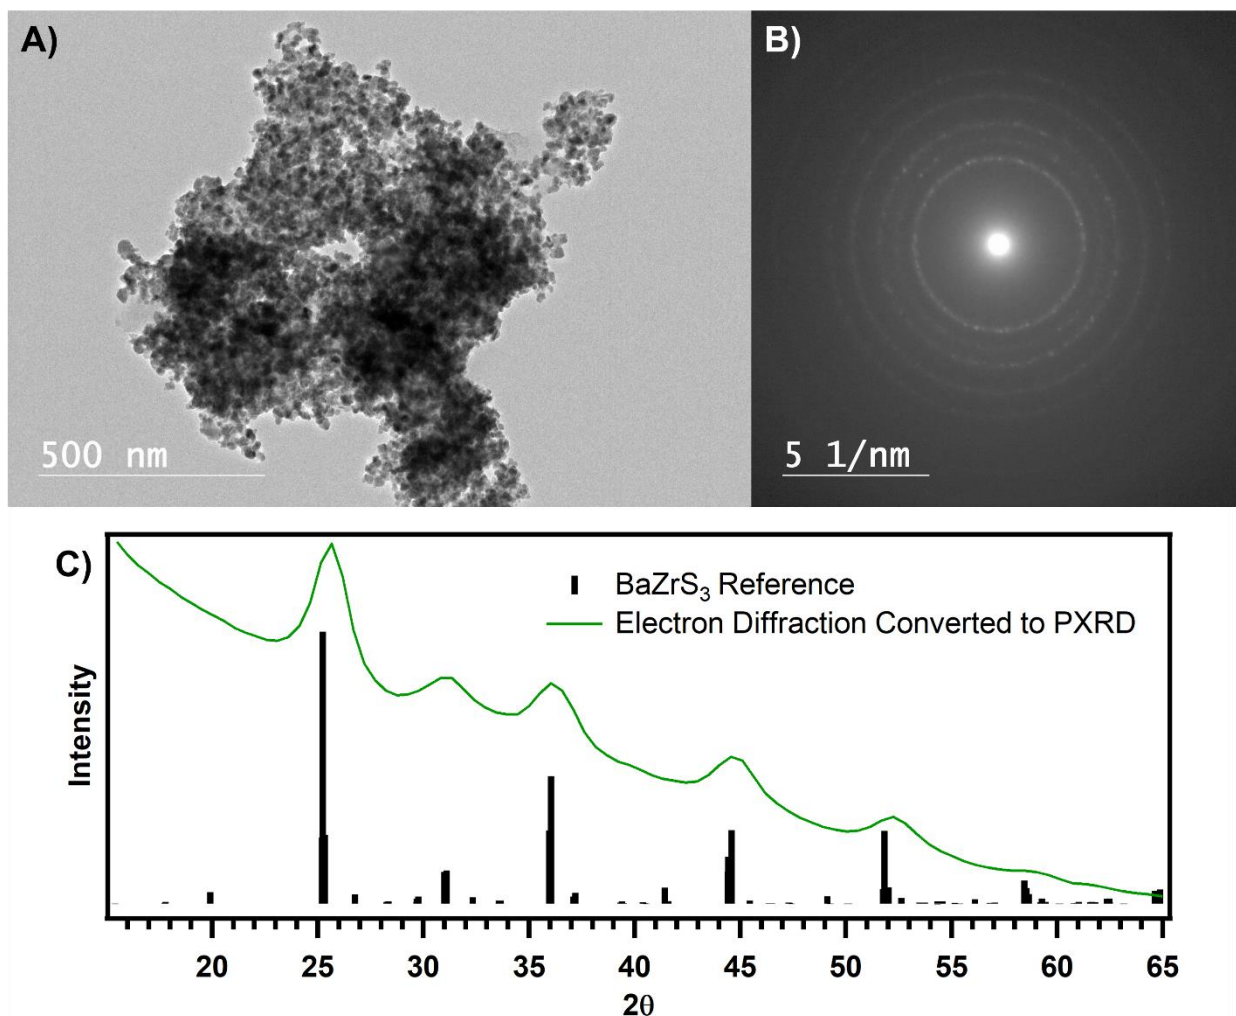 A)
B)
500 nm
5 1/nm
C)
BaZrS₃ Reference
Electron Diffraction Converted to PXRD
Intensity
20 25 30 35 40 45 50 55 60 65
2θ